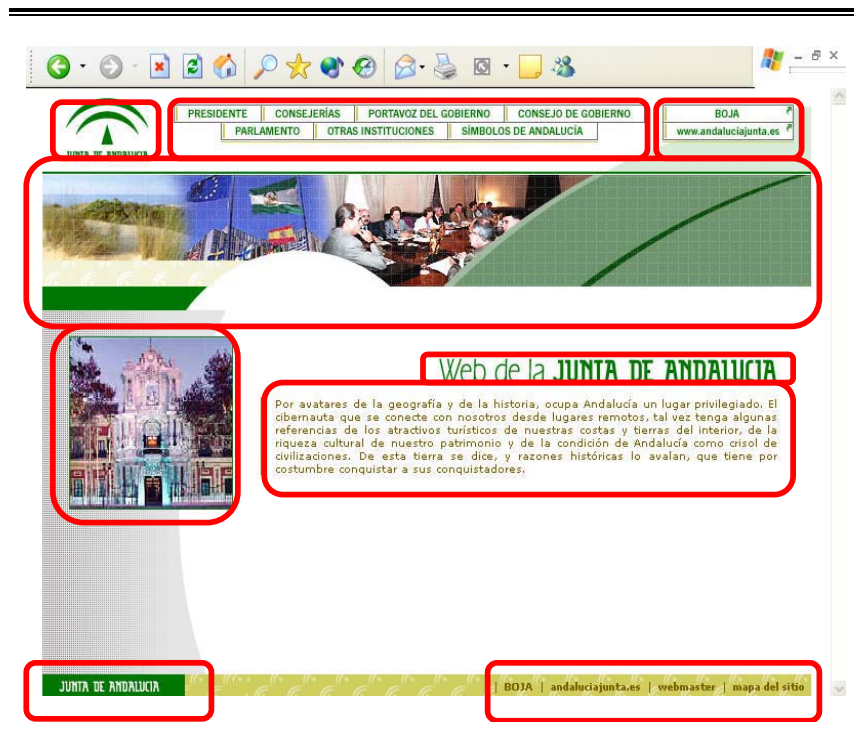 PRESIDENTE CONSEJERÍAS PORTAVOZ DEL GOBIERNO CONSEJO DE GOBIERNO
PARLAMENTO OTRAS INSTITUCIONES SÍMBOLOS DE ANDALUCÍA
BOJA
www.andaluciajunta.es
JUNTA DE ANDALUCIA
Web de la JUNTA DE ANDALUCIA
Por avatares de la geografía y de la historia, ocupa Andalucía un lugar privilegiado. El
cibernauta que se conecte con nosotros desde lugares remotos, tal vez tenga algunas
referencias de los atractivos turísticos de nuestras costas y tierras del interior, de la
riqueza cultural de nuestro patrimonio y de la condición de Andalucía como crisol de
civilizaciones. De esta tierra se dice, y razones históricas lo avalan, que tiene por
costumbre conquistar a sus conquistadores.
JUNTA DE ANDALUCIA
| BOJA | andaluciajunta.es | webmaster | mapa del sitio